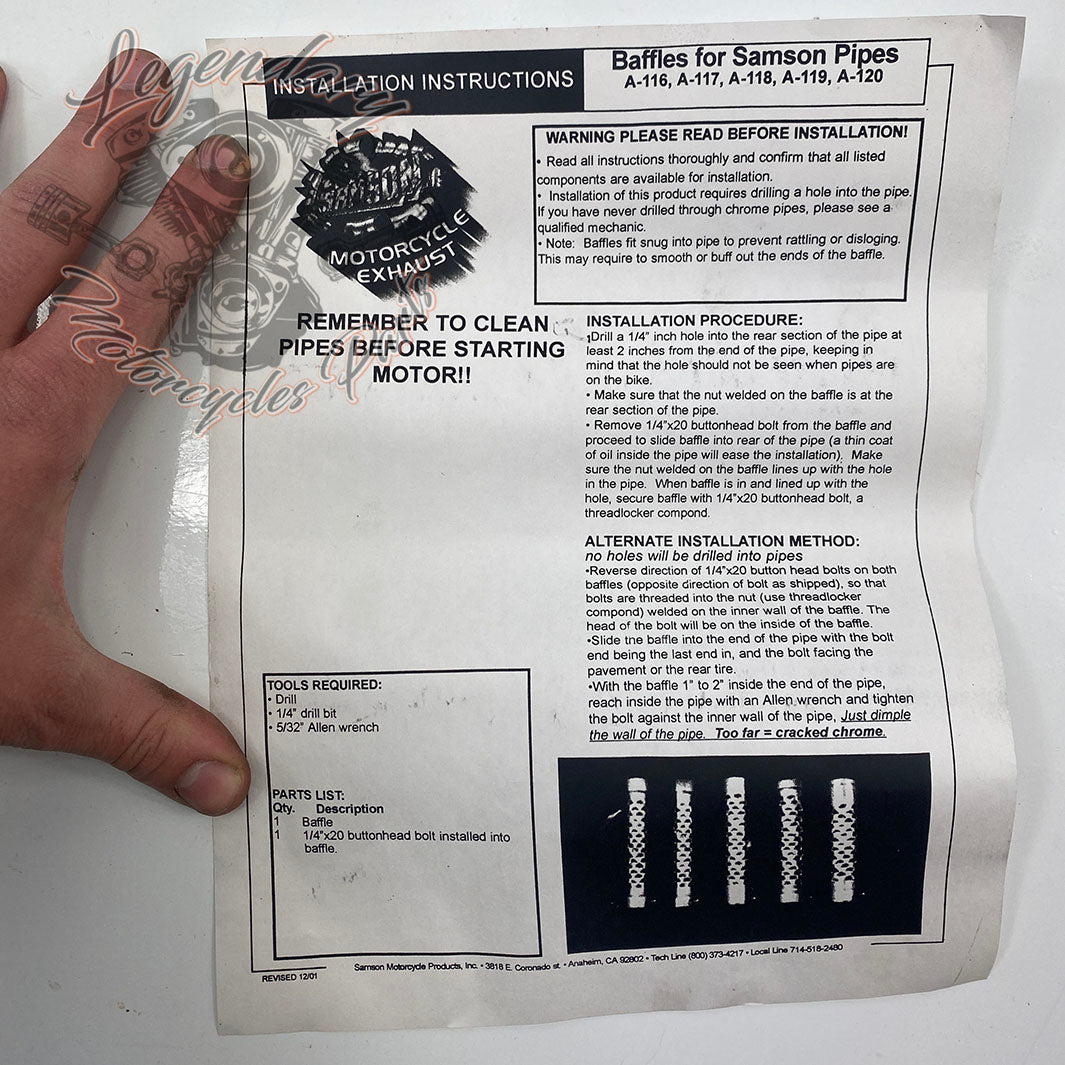 INSTALLATION INSTRUCTIONS
Baffles for Samson Pipes
A-116, A-117, A-118, A-119, A-120
Legendary
Motorcycles Parts
SAMSON
MOTORCYCLE
EXHAUST
WARNING PLEASE READ BEFORE INSTALLATION!
• Read all instructions thoroughly and confirm that all listed
components are available for installation.
• Installation of this product requires drilling a hole into the pipe.
If you have never drilled through chrome pipes, please see a
qualified mechanic.
• Note: Baffles fit snug into pipe to prevent rattling or disloging.
This may require to smooth or buff out the ends of the baffle.
REMEMBER TO CLEAN
PIPES BEFORE STARTING
MOTOR!!
INSTALLATION PROCEDURE:
1Drill a 1/4" inch hole into the rear section of the pipe at
least 2 inches from the end of the pipe, keeping in
mind that the hole should not be seen when pipes are
on the bike.
• Make sure that the nut welded on the baffle is at the
rear section of the pipe.
• Remove 1/4"x20 buttonhead bolt from the baffle and
proceed to slide baffle into rear of the pipe (a thin coat
of oil inside the pipe will ease the installation). Make
sure the nut welded on the baffle lines up with the hole
in the pipe. When baffle is in and lined up with the
hole, secure baffle with 1/4"x20 buttonhead bolt, a
threadlocker compond.
ALTERNATE INSTALLATION METHOD:
no holes will be drilled into pipes
•Reverse direction of 1/4"x20 button head bolts on both
baffles (opposite direction of bolt as shipped), so that
bolts are threaded into the nut (use threadlocker
compond) welded on the inner wall of the baffle. The
head of the bolt will be on the inside of the baffle.
•Slide tne baffle into the end of the pipe with the bolt
end being the last end in, and the bolt facing the
pavement or the rear tire.
•With the baffle 1" to 2" inside the end of the pipe,
reach inside the pipe with an Allen wrench and tighten
the bolt against the inner wall of the pipe, Just dimple
the wall of the pipe. Too far = cracked chrome.
TOOLS REQUIRED:
• Drill
• 1/4" drill bit
• 5/32" Allen wrench
PARTS LIST:
Qty. Description
1 Baffle
1 1/4"x20 buttonhead bolt installed into
baffle.
REVISED 12/01
Samson Motorcycle Products, Inc. • 3818 E. Coronado st. • Anaheim, CA 92802 • Tech Line (800) 373-4217 • Local Line 714-518-2480